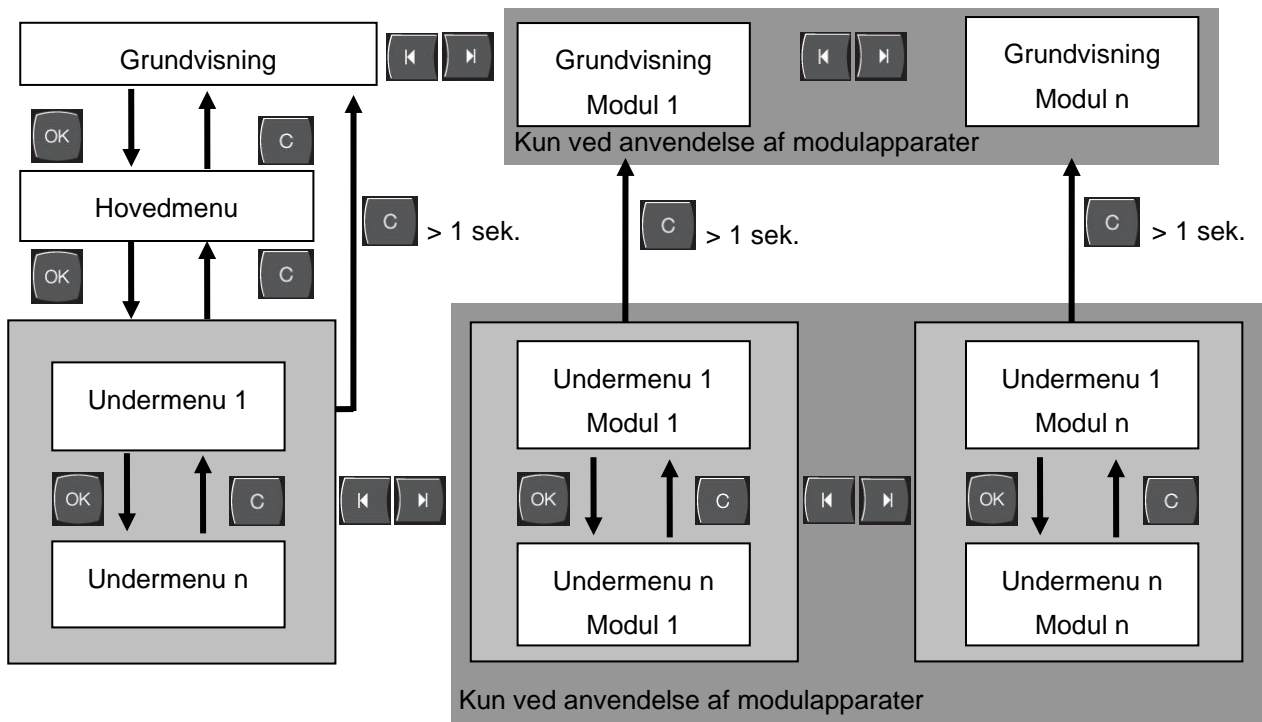 Grundvisning
Grundvisning
Modul 1
Grundvisning
Modul n
Kun ved anvendelse af modulapparater
OK
C
Hovedmenu
C
> 1 sek.
C
> 1 sek.
C
> 1 sek.
OK
C
Undermenu 1
Undermenu 1
Modul 1
Undermenu 1
Modul n
OK
C
OK
C
OK
C
Undermenu n
Undermenu n
Modul 1
Undermenu n
Modul n
Kun ved anvendelse af modulapparater